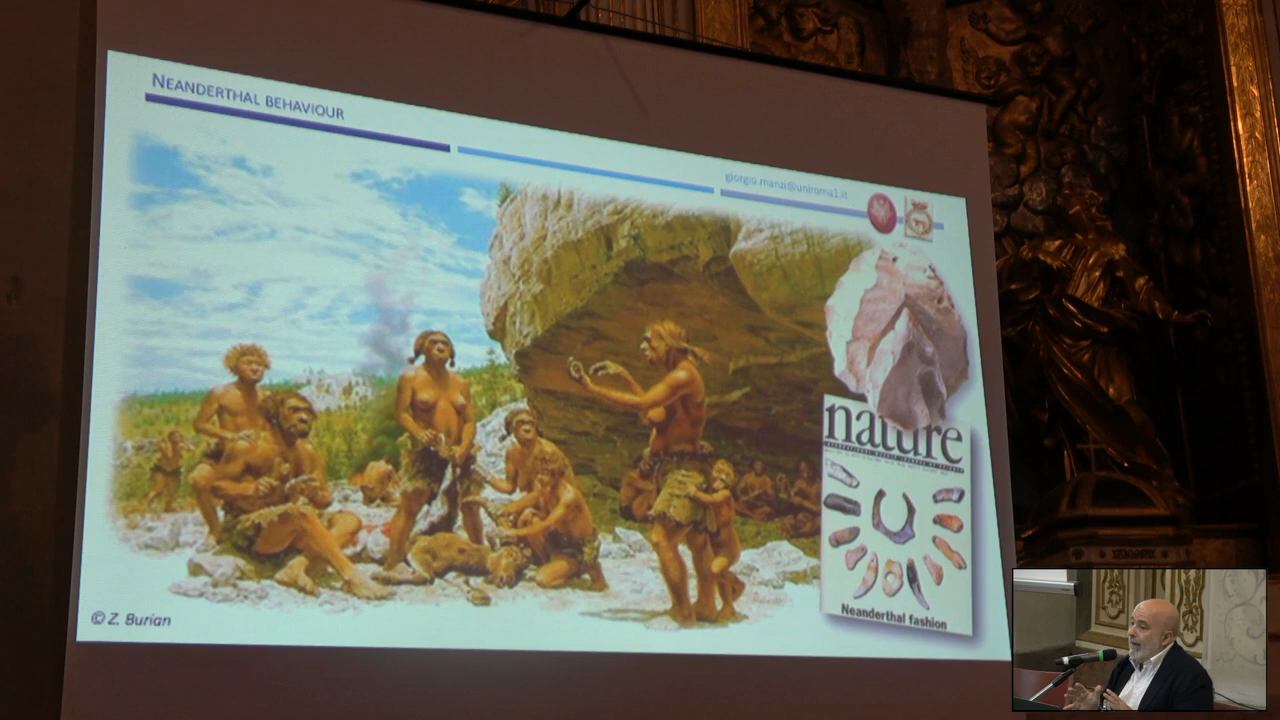 NEANDERTHAL BEHAVIOUR
giorgio.manzi@uniroma1.it
nature
Neanderthal fashion
© Z. Burian